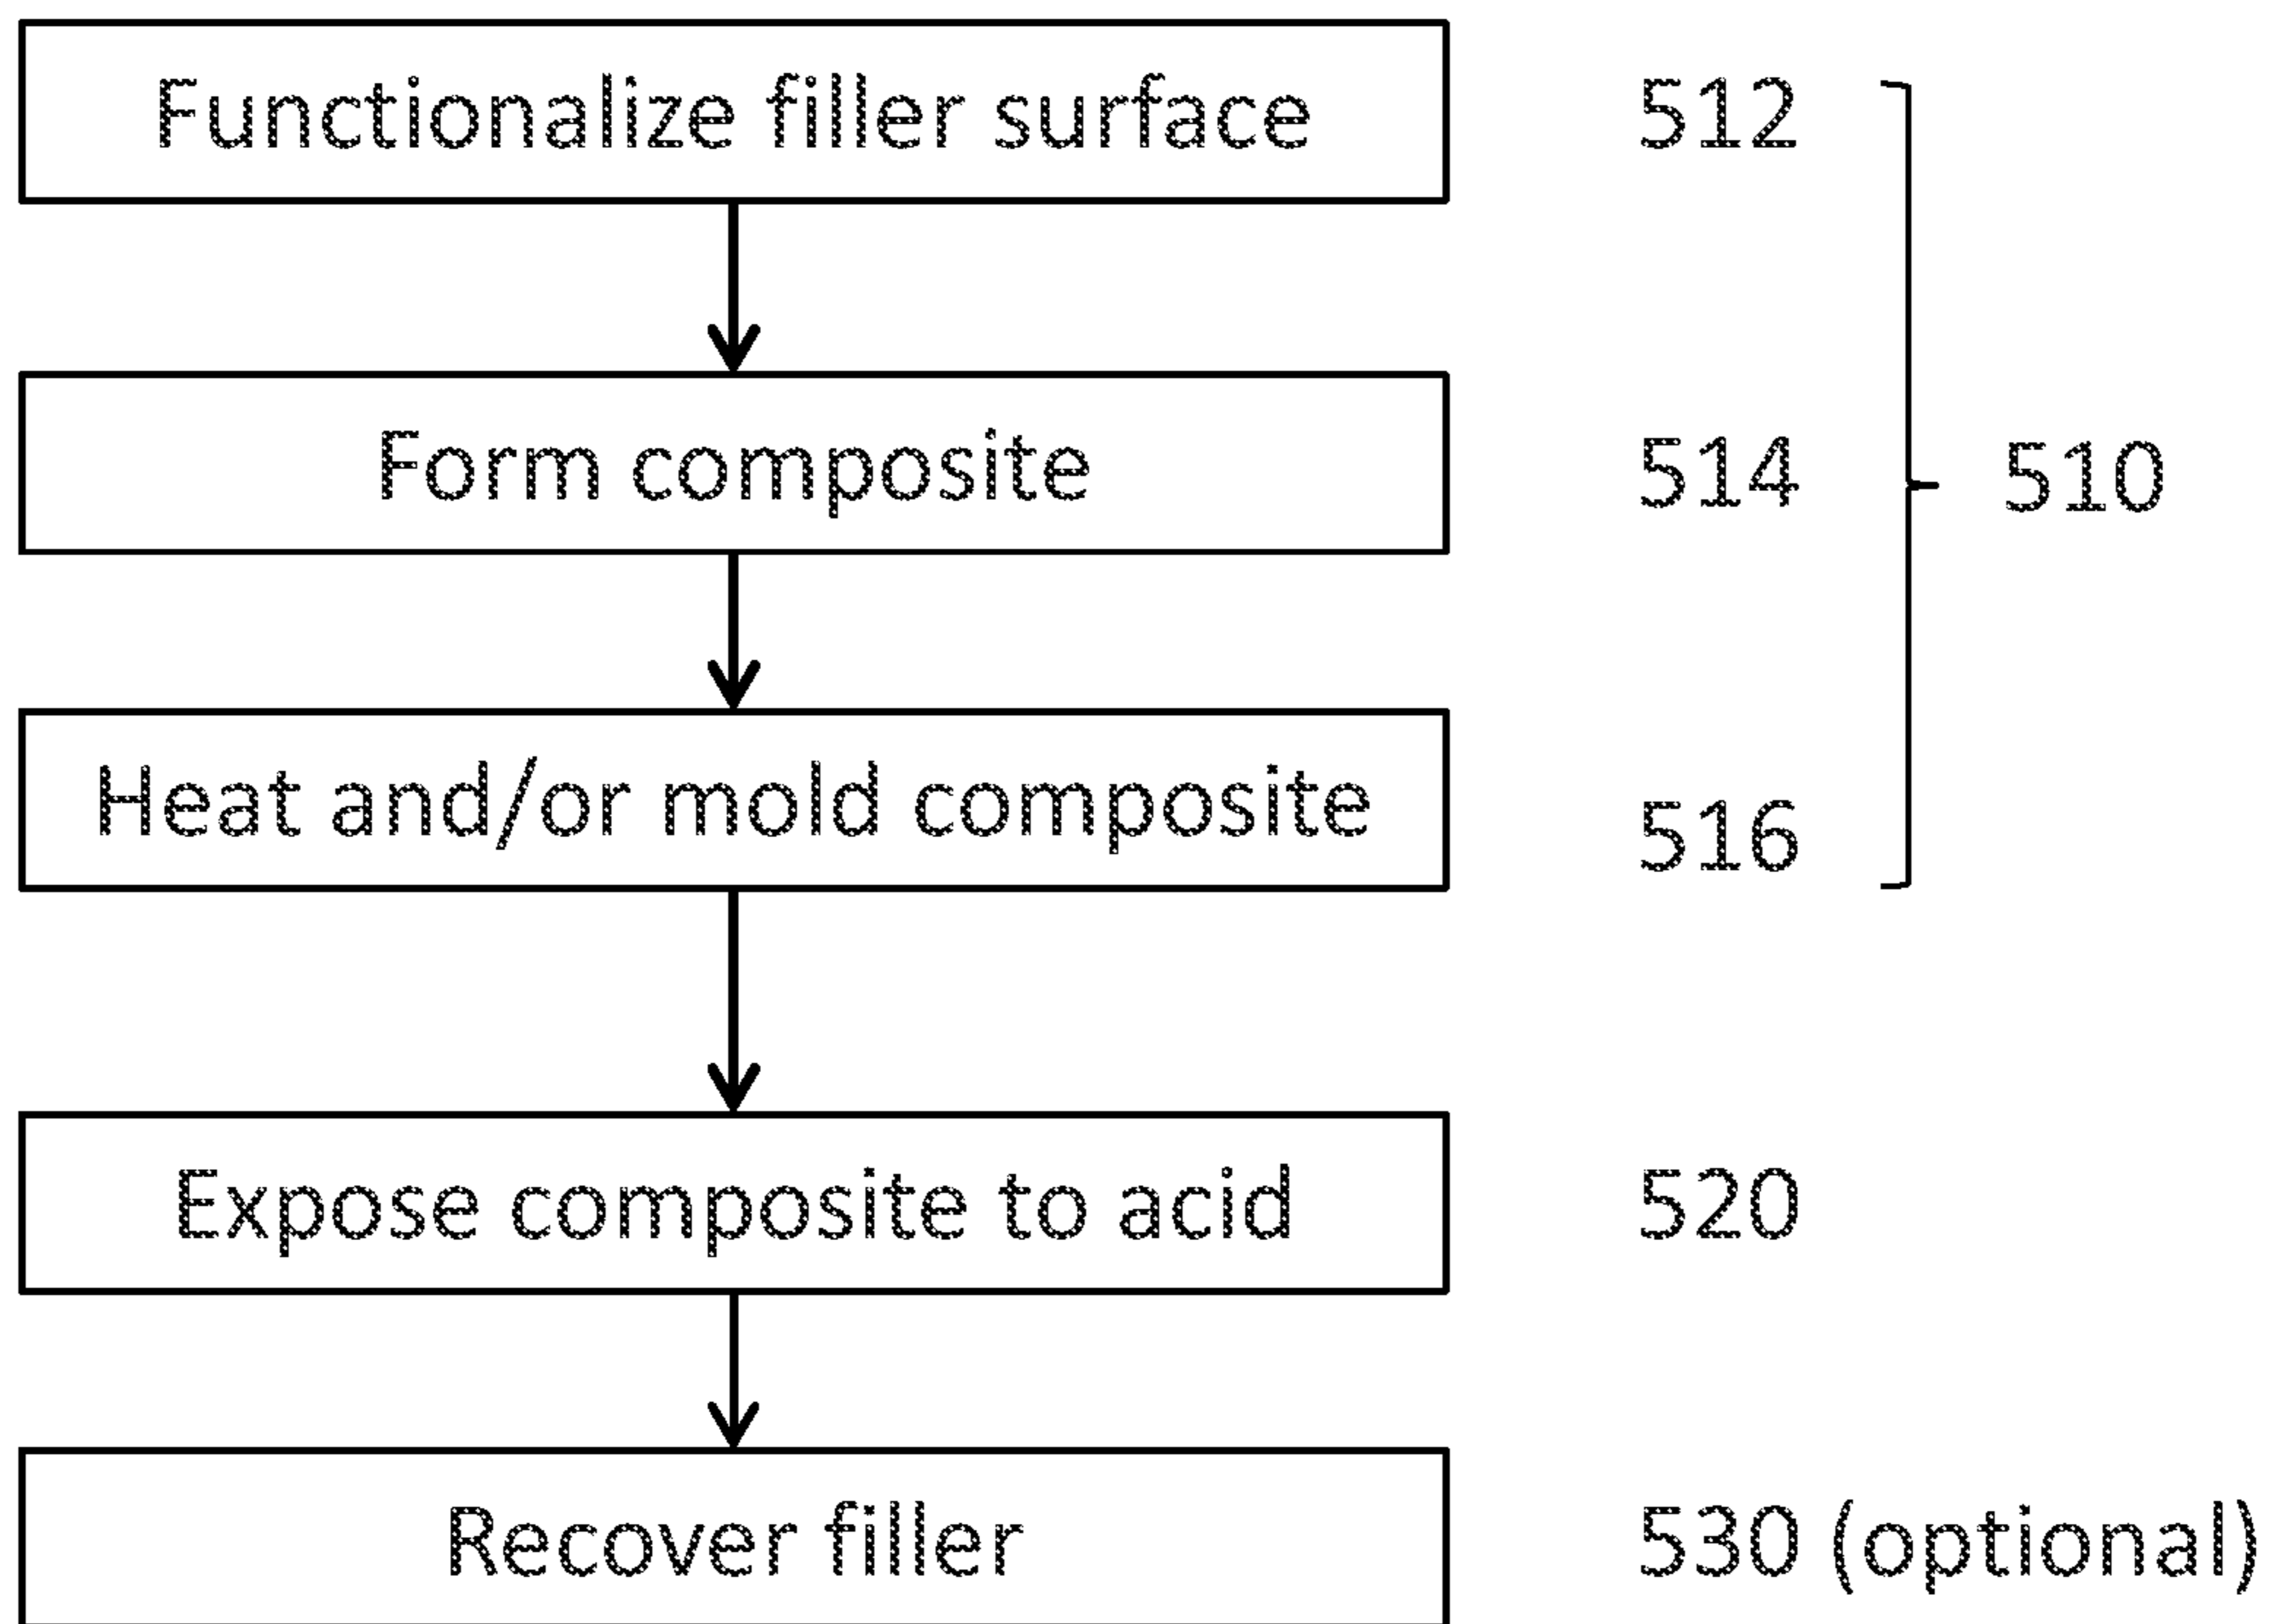 Functionalize filler surface 512
Form composite 514 510
Heat and/or mold composite 516
Expose composite to acid 520
Recover filler 530 (optional)